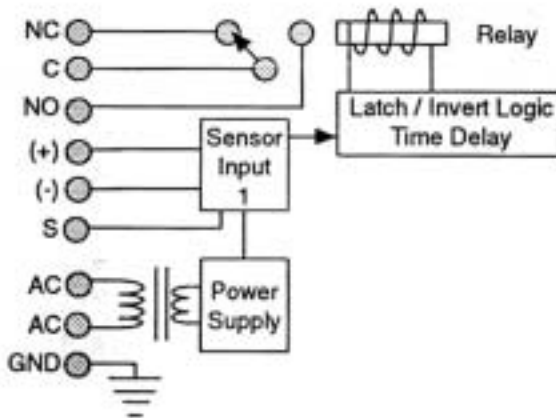 NC
C
NO
(+)
(-)
S
AC
AC
GND
Relay
Latch / Invert Logic
Time Delay
Sensor
Input
1
Power
Supply